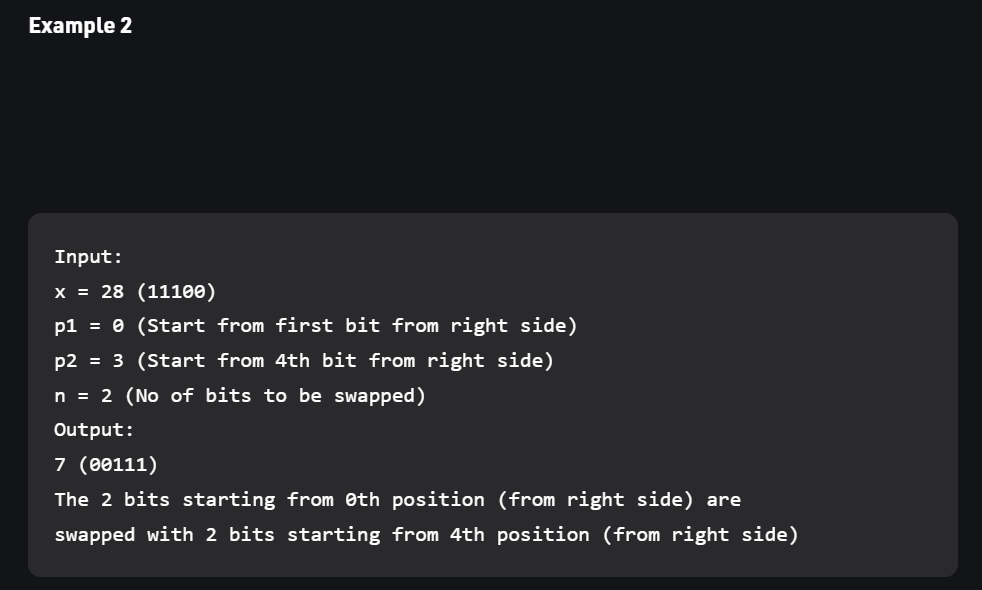 Example 2
Input:
x = 28 (11100)
p1 = 0 (Start from first bit from right side)
p2 = 3 (Start from 4th bit from right side)
n = 2 (No of bits to be swapped)
Output:
7 (00111)
The 2 bits starting from 0th position (from right side) are
swapped with 2 bits starting from 4th position (from right side)